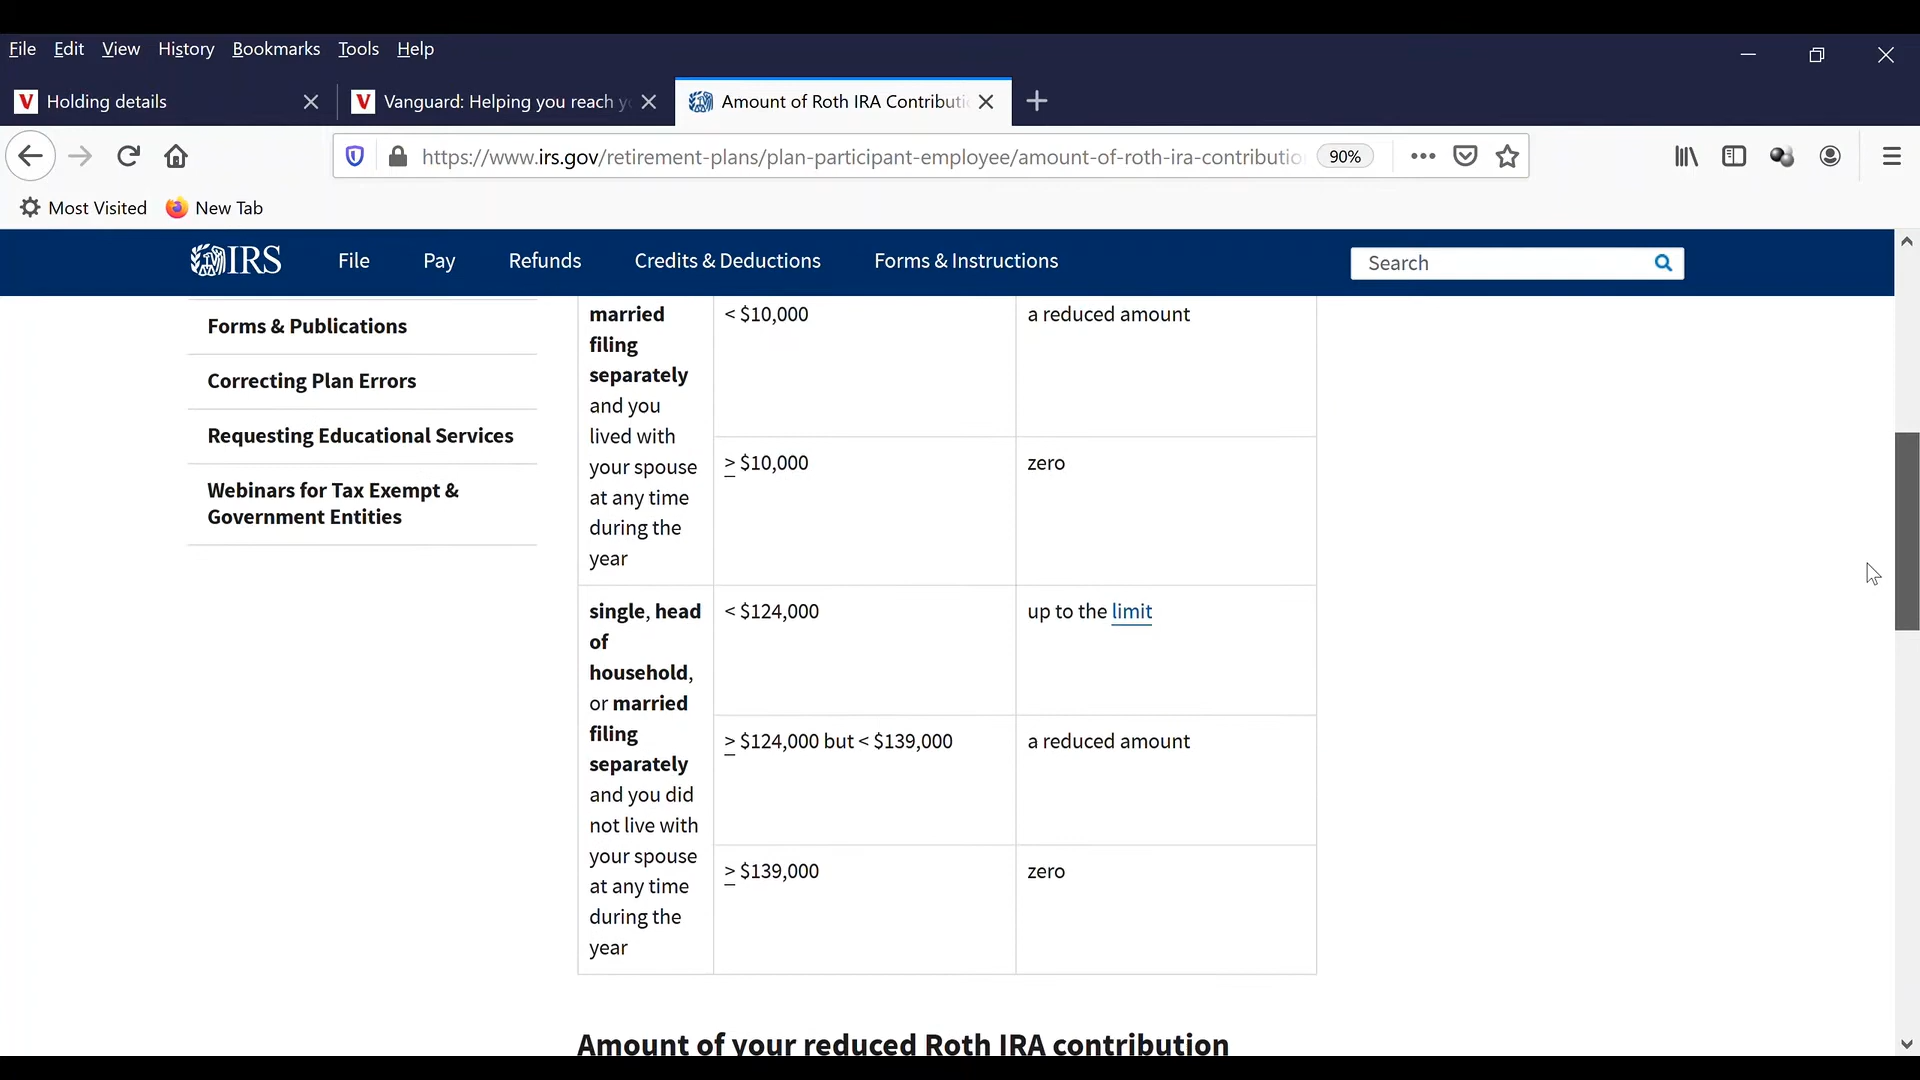 File Edit View History Bookmarks Tools Help
V Holding details
V Vanguard: Helping you reach
Amount of Roth IRA Contributi
https://www.irs.gov/retirement-plans/plan-participant-employee/amount-of-roth-ira-contributio
90%
Most Visited New Tab
IRS File Pay Refunds Credits & Deductions Forms & Instructions Search
Forms & Publications
Correcting Plan Errors
Requesting Educational Services
Webinars for Tax Exempt &
Government Entities
married
filing
separately
and you
lived with
your spouse
at any time
during the
year
< $10,000
a reduced amount
≥ $10,000
zero
single, head
of
household,
or married
filing
separately
and you did
not live with
your spouse
at any time
during the
year
< $124,000
up to the limit
≥ $124,000 but < $139,000
a reduced amount
≥ $139,000
zero
Amount of your reduced Roth IRA contribution